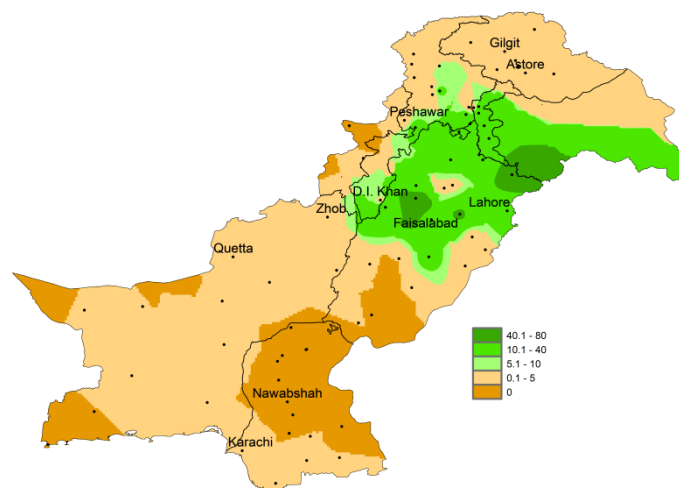 Gilgit
Astore
Peshawar
D.I. Khan
Zhob
Lahore
Faisalabad
Quetta
Nawabshah
Karachi
40.1 - 80
10.1 - 40
5.1 - 10
0.1 - 5
0